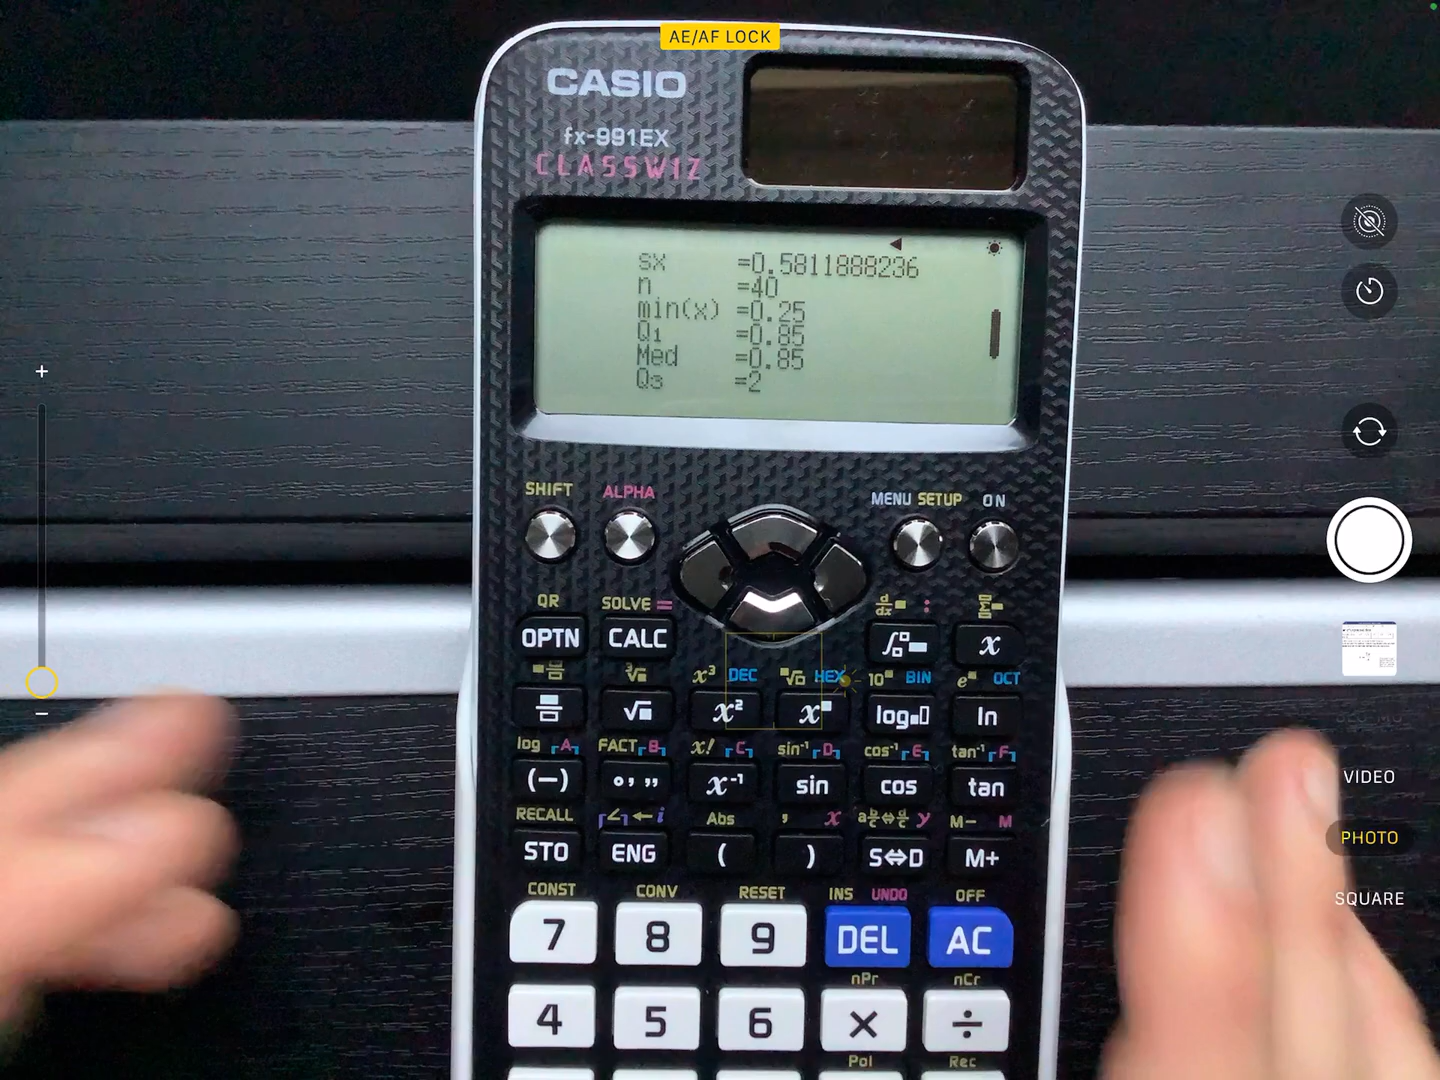 AE/AF LOCK
CASIO
fx-991EX
CLASSWIZ
sx =0.5811888236
n =40
min(x) =0.25
Q1 =0.85
Med =0.85
Q3 =2
SHIFT ALPHA MENU SETUP ON
QR SOLVE = d/dx■ : Σ■=
OPTN CALC ∫ x
x³ DEC HEX 10■ BIN e■ OCT
x² x■ log■□ ln
log A FACT B x! C sin⁻¹ D cos⁻¹ E tan⁻¹ F
(−) ° ’ ” x⁻¹ sin cos tan
RECALL ∠ ← i Abs , x y M− M
STO ENG ( ) S⇔D M+
CONST CONV RESET INS UNDO OFF
7 8 9 DEL AC
nPr nCr
4 5 6 × ÷
Pol Rec
VIDEO
PHOTO
SQUARE